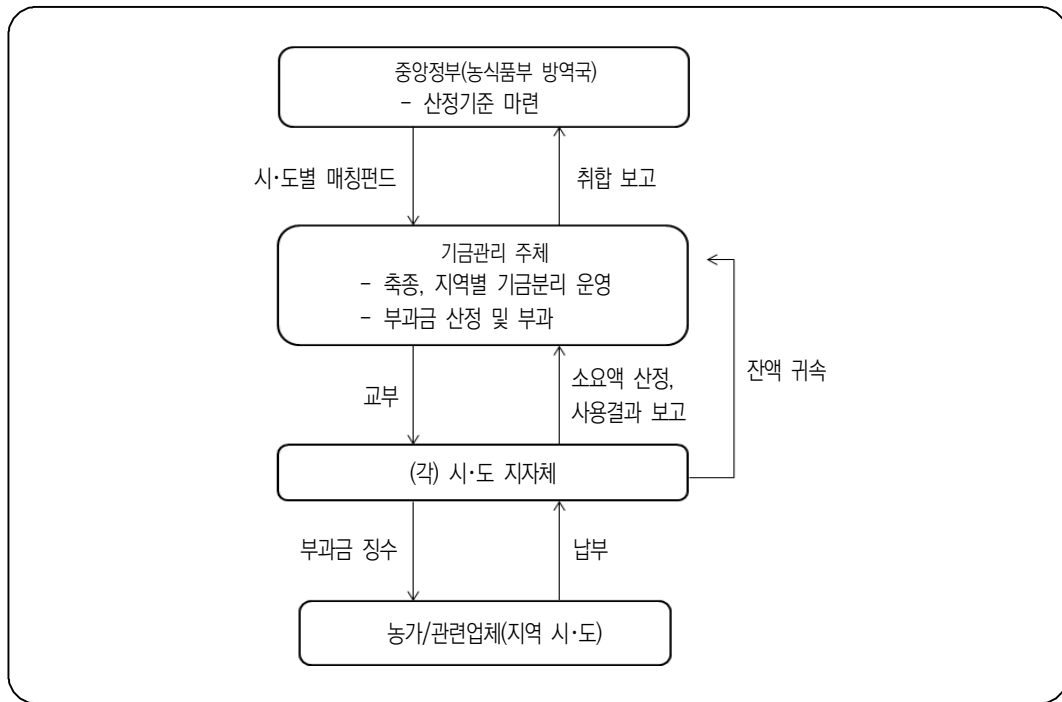 중앙정부(농식품부 방역국)
- 산정기준 마련
시·도별 매칭펀드
취합 보고
기금관리 주체
- 축종, 지역별 기금분리 운영
- 부과금 산정 및 부과
잔액 귀속
교부
소요액 산정,
사용결과 보고
(각) 시·도 지자체
부과금 징수
납부
농가/관련업체(지역 시·도)